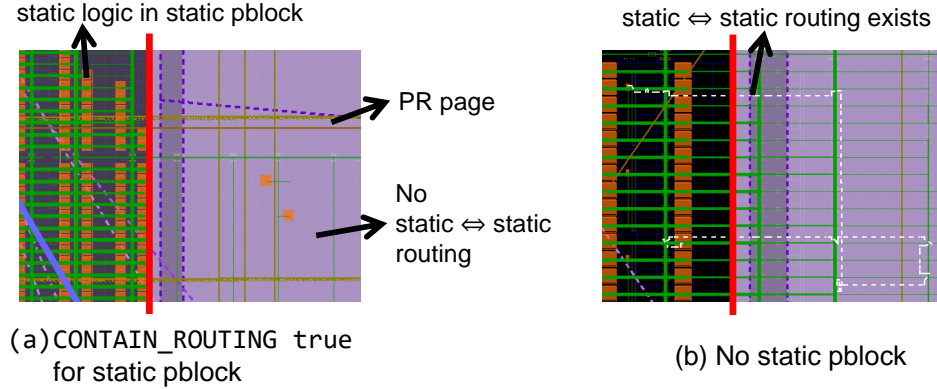 static logic in static pblock
PR page
No
static ⇔ static
routing
(a) CONTAIN_ROUTING true
for static pblock
static ⇔ static routing exists
(b) No static pblock